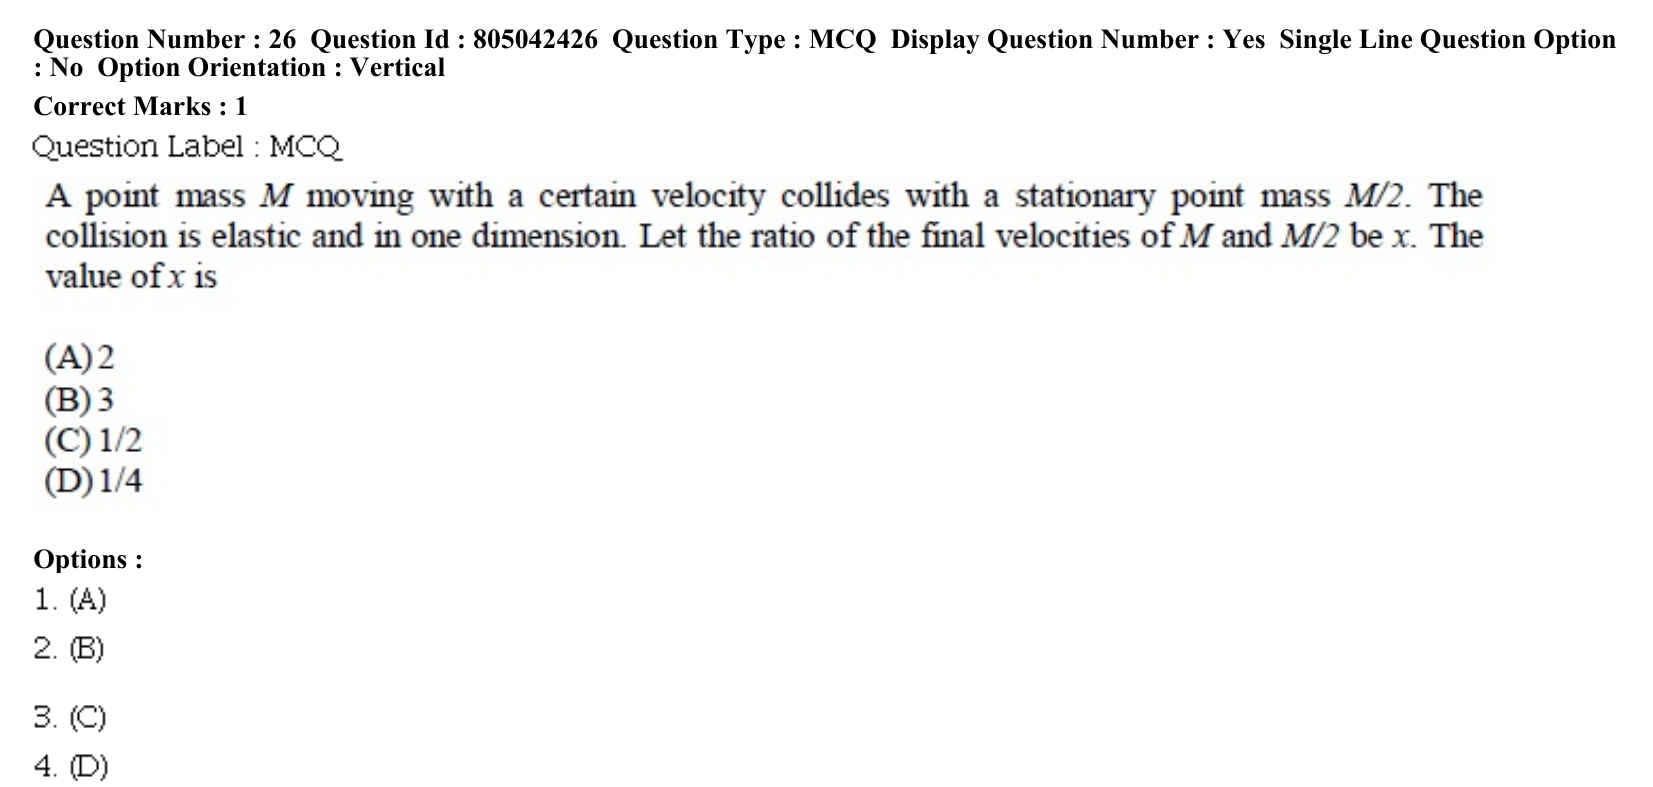 Question Number : 26 Question Id : 805042426 Question Type : MCQ Display Question Number : Yes Single Line Question Option
: No Option Orientation : Vertical
Correct Marks : 1
Question Label : MCQ
A point mass M moving with a certain velocity collides with a stationary point mass M/2. The
collision is elastic and in one dimension. Let the ratio of the final velocities of M and M/2 be x. The
value of x is
(A) 2
(B) 3
(C) 1/2
(D) 1/4
Options :
1. (A)
2. (B)
3. (C)
4. (D)